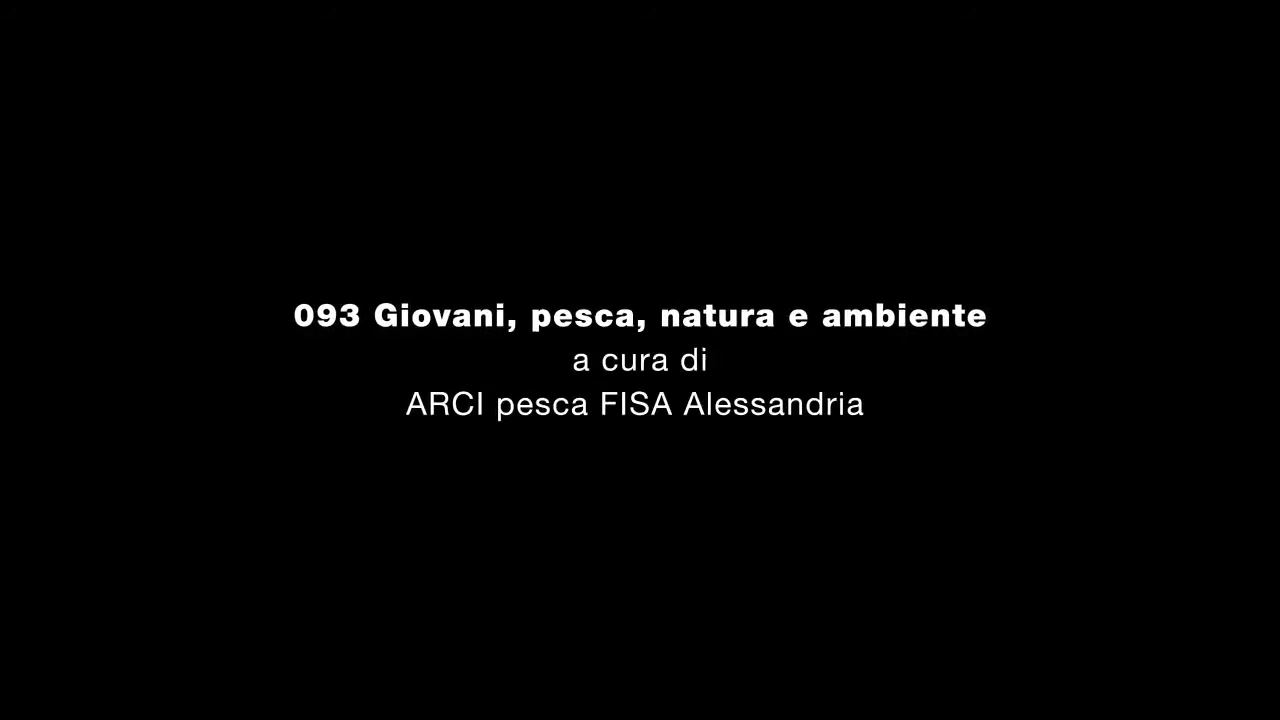 093 Giovani, pesca, natura e ambiente
a cura di
ARCI pesca FISA Alessandria